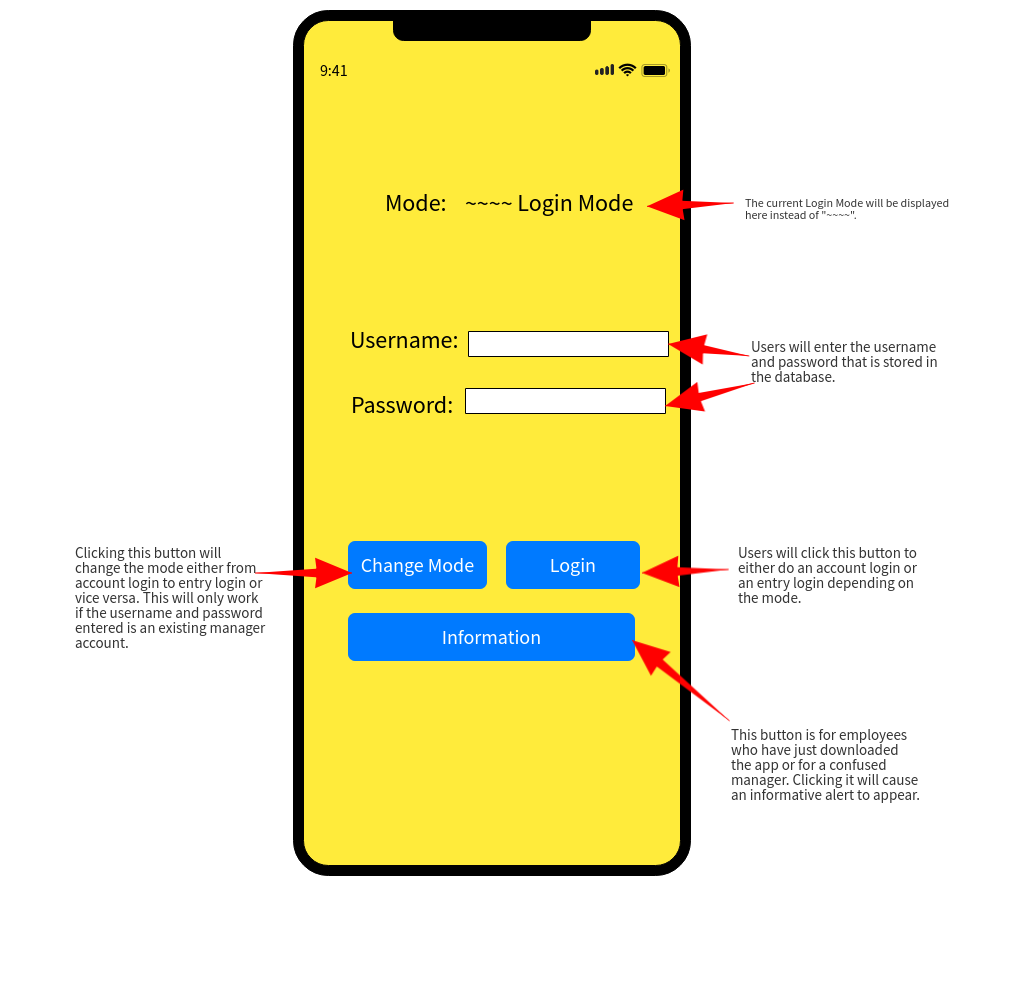 9:41
Mode: ~~~~ Login Mode
The current Login Mode will be displayed
here instead of "~~~~".
Username:
Password:
Users will enter the username
and password that is stored in
the database.
Clicking this button will
change the mode either from
account login to entry login or
vice versa. This will only work
if the username and password
entered is an existing manager
account.
Change Mode
Login
Users will click this button to
either do an account login or
an entry login depending on
the mode.
Information
This button is for employees
who have just downloaded
the app or for a confused
manager. Clicking it will cause
an informative alert to appear.